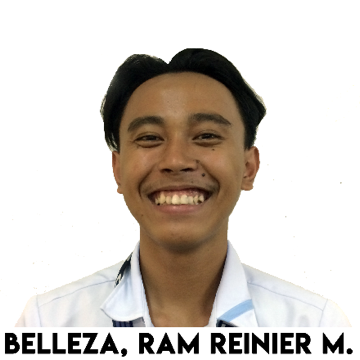 BELLEZA, RAM REINIER M.